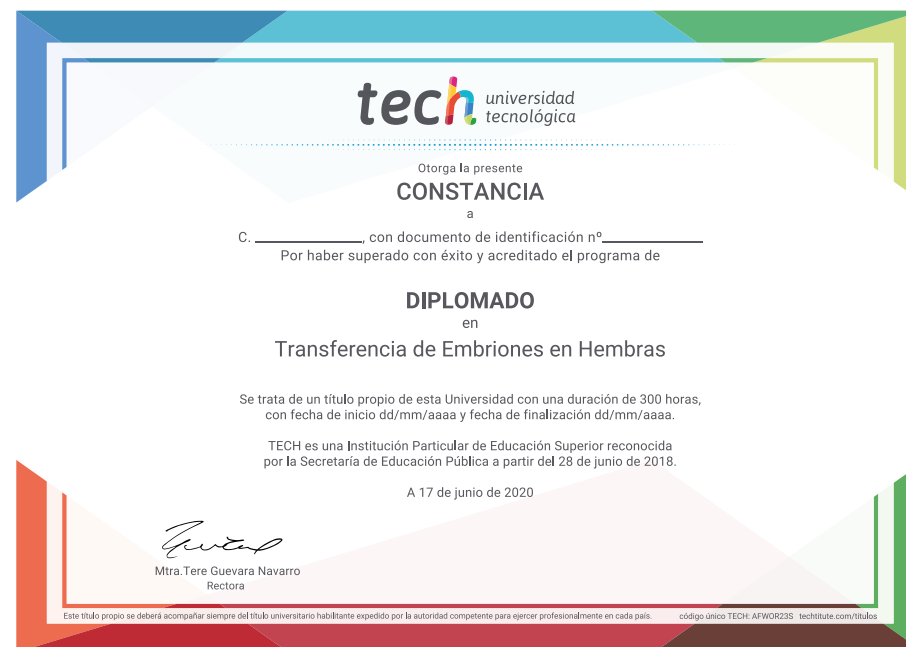 tech universidad
tecnológica
Otorga la presente
CONSTANCIA
a
C. ____________, con documento de identificación nº____________
Por haber superado con éxito y acreditado el programa de
DIPLOMADO
en
Transferencia de Embriones en Hembras
Se trata de un título propio de esta Universidad con una duración de 300 horas,
con fecha de inicio dd/mm/aaaa y fecha de finalización dd/mm/aaaa.
TECH es una Institución Particular de Educación Superior reconocida
por la Secretaría de Educación Pública a partir del 28 de junio de 2018.
A 17 de junio de 2020
Mtra.Tere Guevara Navarro
Rectora
Este título propio se deberá acompañar siempre del título universitario habilitante expedido por la autoridad competente para ejercer profesionalmente en cada país. código único TECH: AFWOR23S techtitute.com/titulos